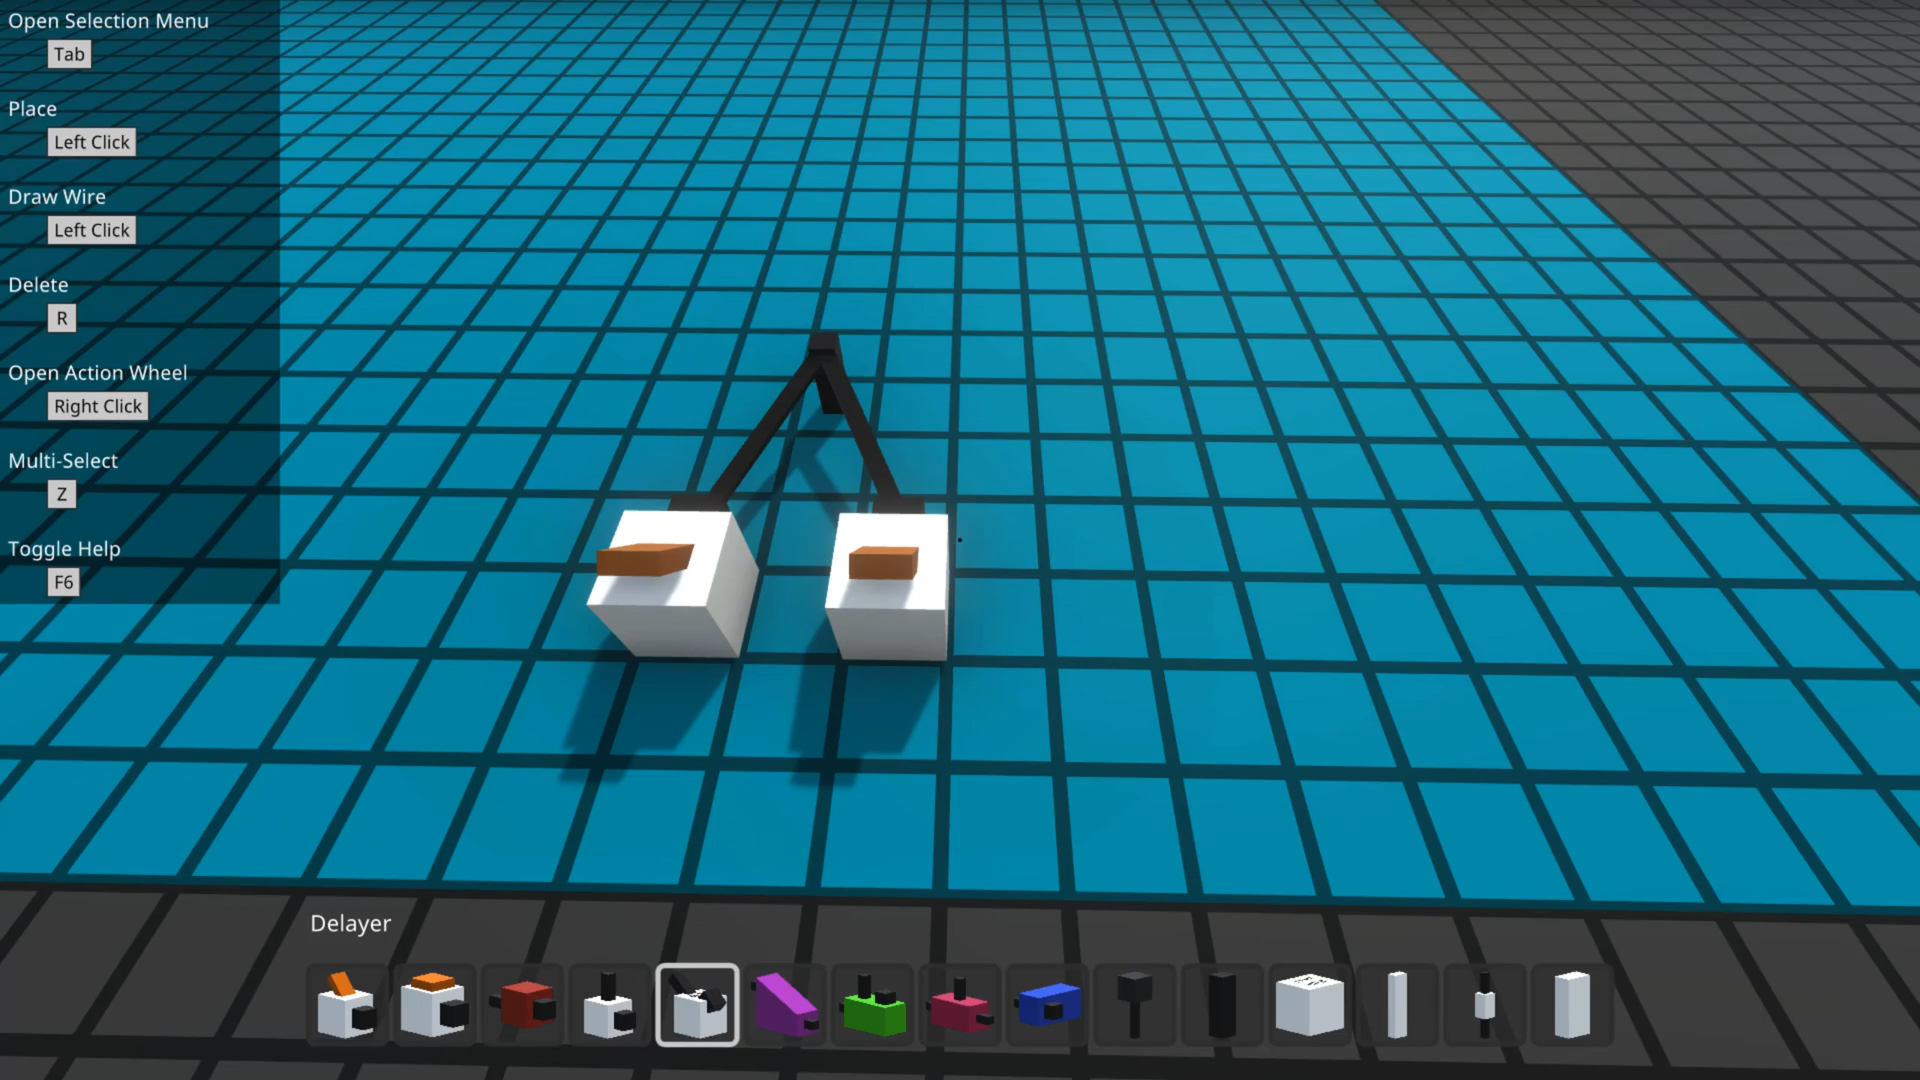 Open Selection Menu
Tab
Place
Left Click
Draw Wire
Left Click
Delete
R
Open Action Wheel
Right Click
Multi-Select
Z
Toggle Help
F6
Delayer